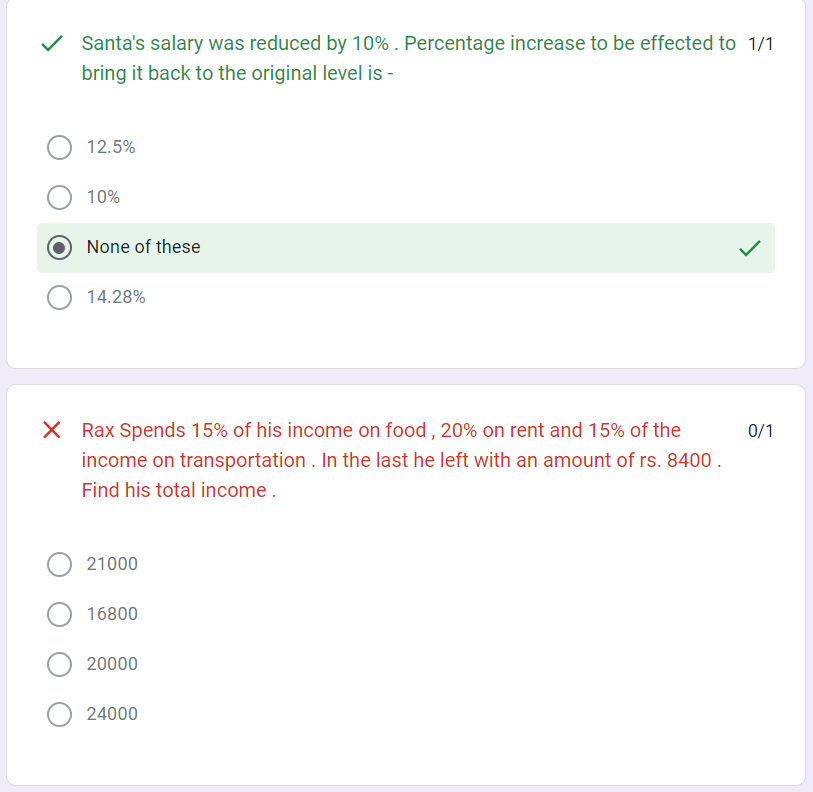 Santa's salary was reduced by 10% . Percentage increase to be effected to 1/1
bring it back to the original level is -
12.5%
10%
None of these
14.28%
Rax Spends 15% of his income on food , 20% on rent and 15% of the 0/1
income on transportation . In the last he left with an amount of rs. 8400 .
Find his total income .
21000
16800
20000
24000